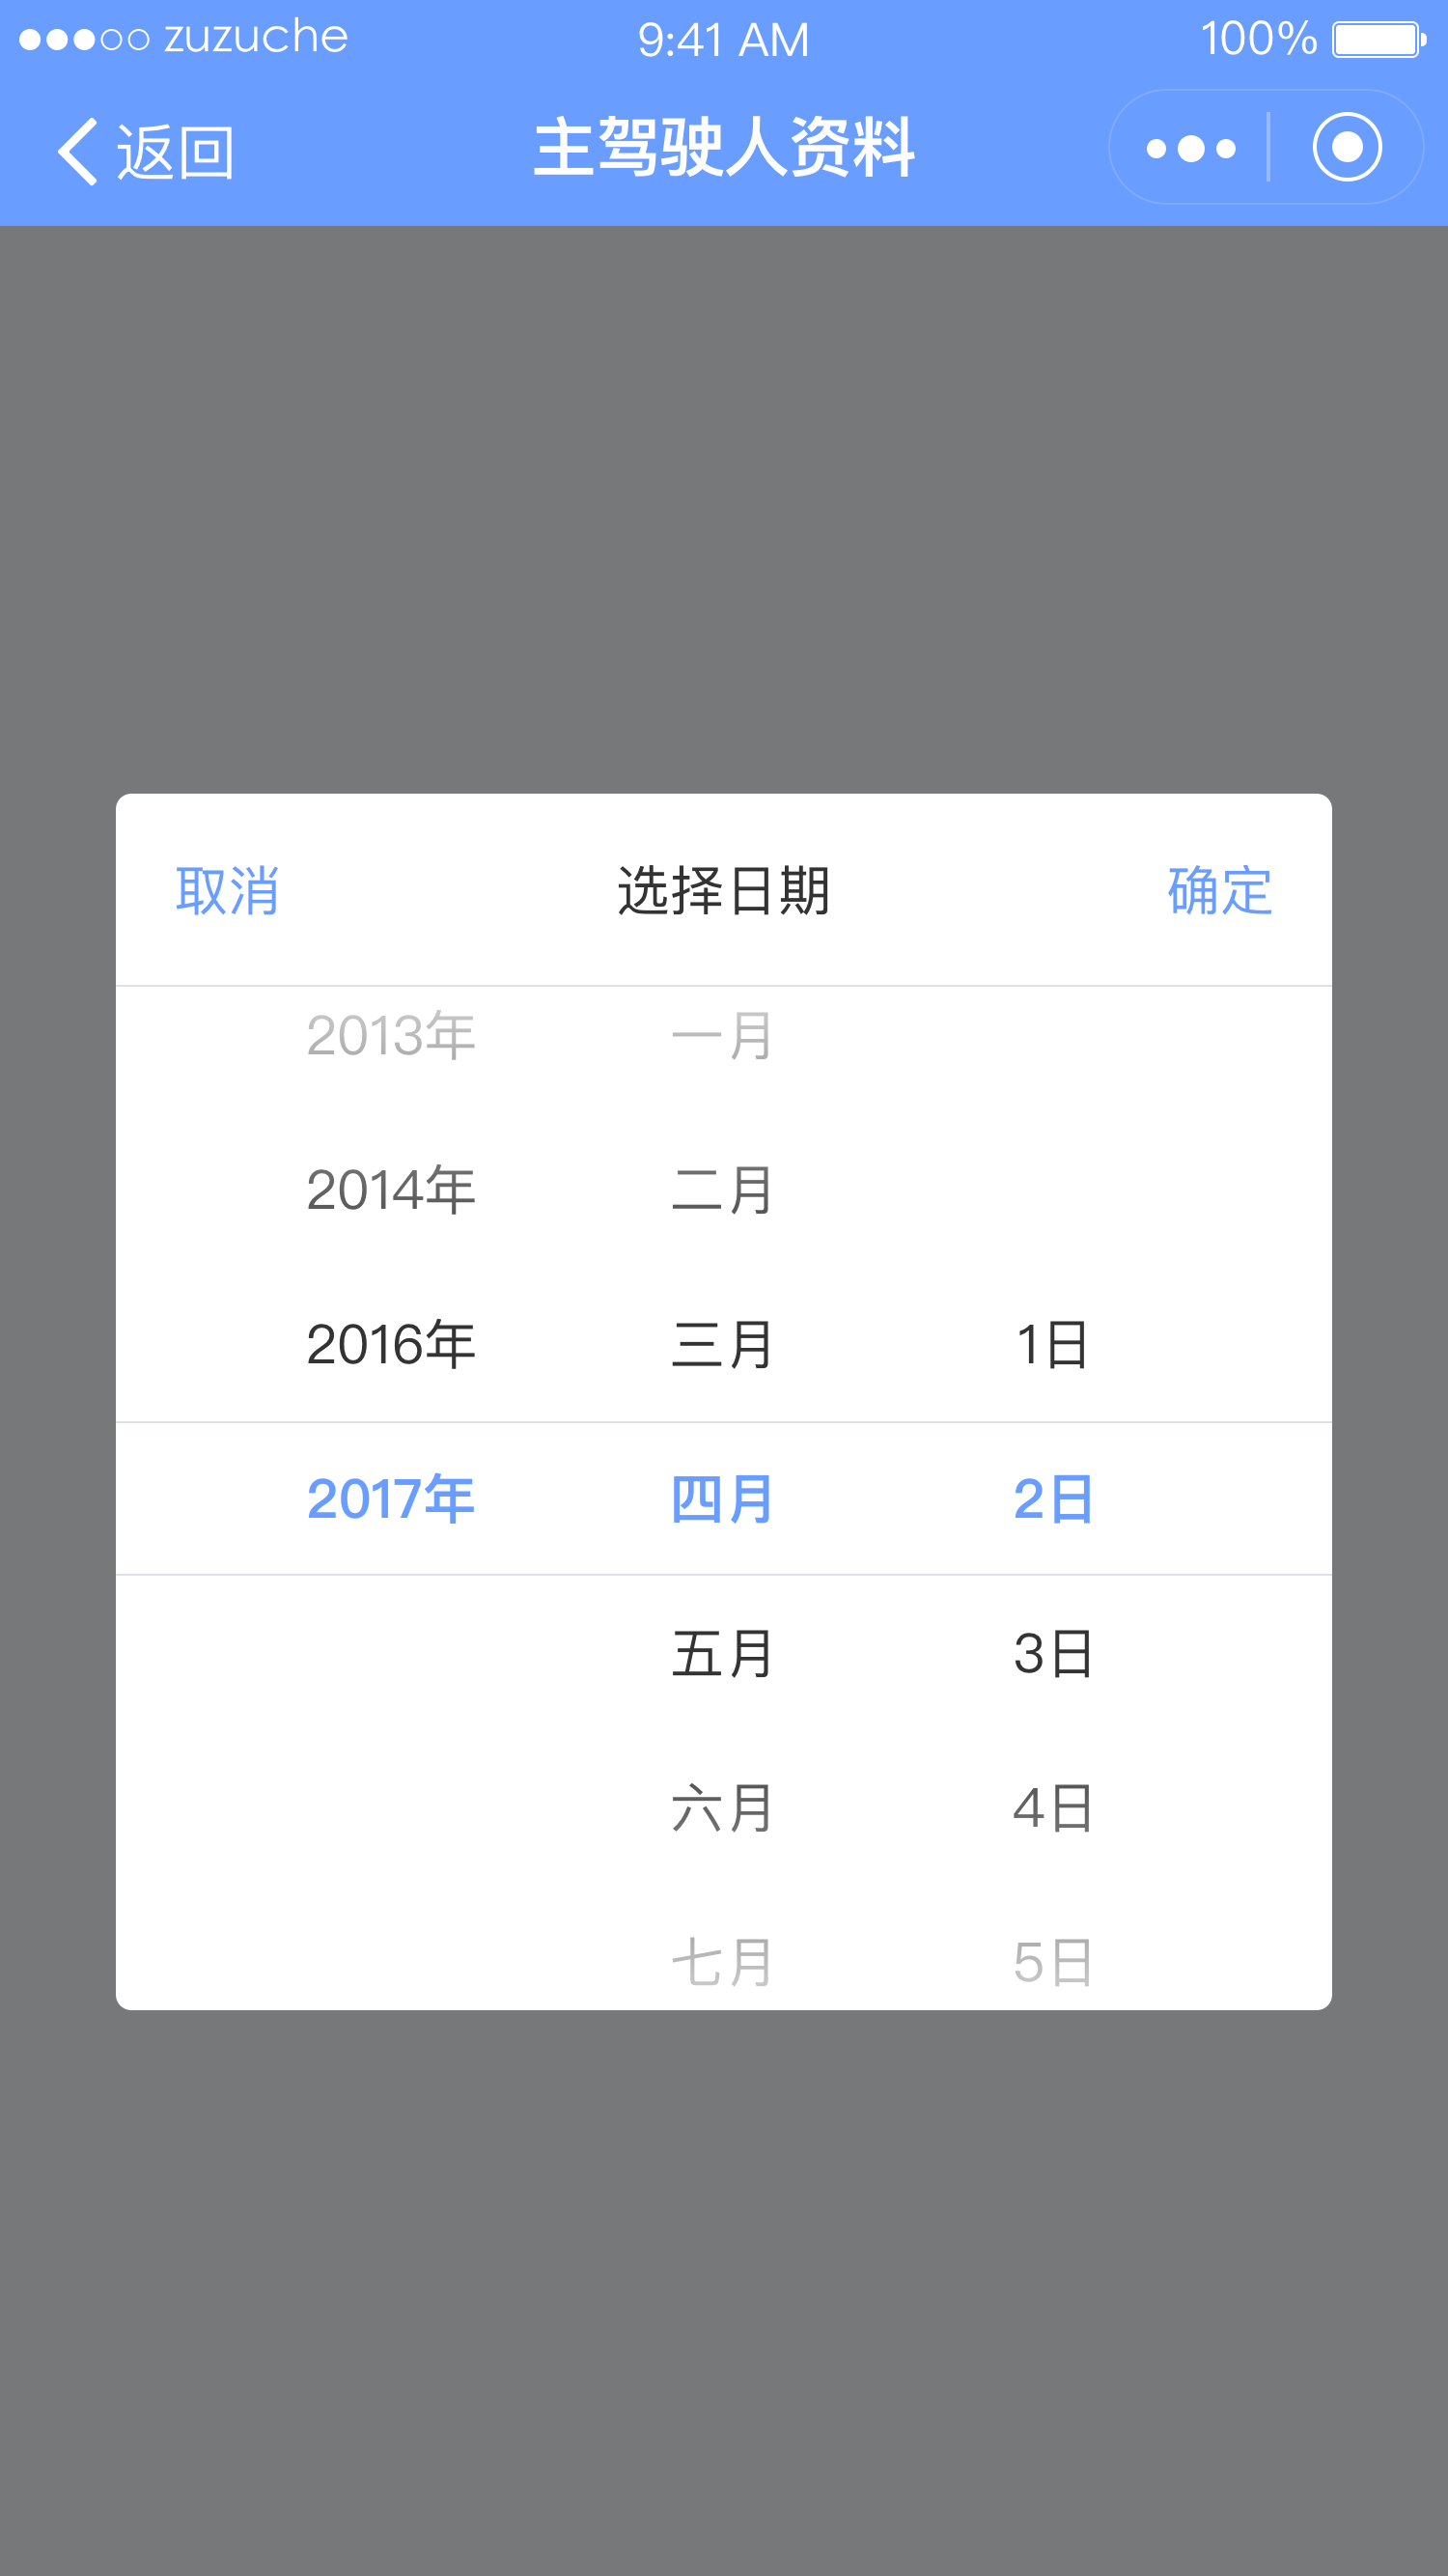 zuzuche 9:41 AM 100%
返回 主驾驶人资料
取消 选择日期 确定
2013年 一月
2014年 二月
2016年 三月 1日
2017年 四月 2日
五月 3日
六月 4日
七月 5日